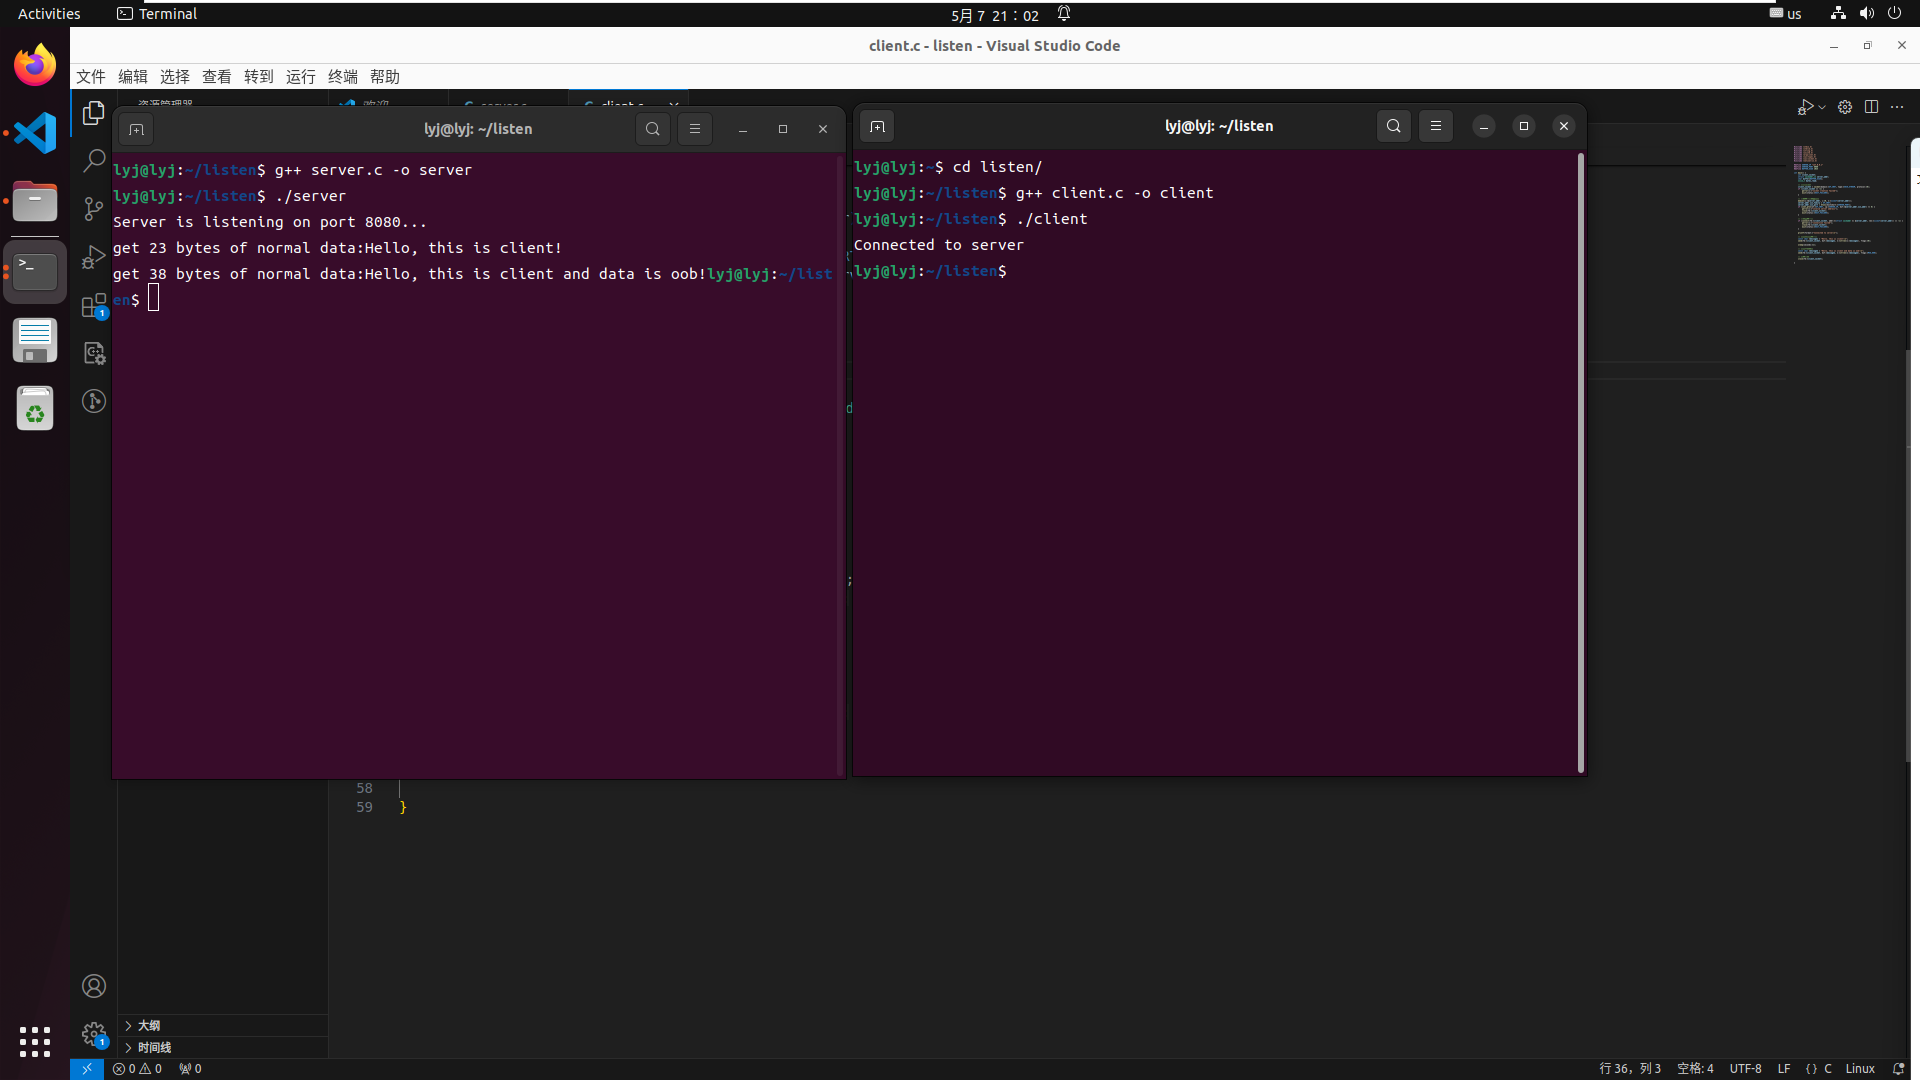 Activities
Terminal
5月 7 21：02
us
client.c - listen - Visual Studio Code
文件 编辑 选择 查看 转到 运行 终端 帮助
lyj@lyj: ~/listen
lyj@lyj:~/listen$ g++ server.c -o server
lyj@lyj:~/listen$ ./server
Server is listening on port 8080...
get 23 bytes of normal data:Hello, this is client!
get 38 bytes of normal data:Hello, this is client and data is oob!lyj@lyj:~/list
en$
lyj@lyj: ~/listen
lyj@lyj:~$ cd listen/
lyj@lyj:~/listen$ g++ client.c -o client
lyj@lyj:~/listen$ ./client
Connected to server
lyj@lyj:~/listen$
58
59 }
1
1
大纲
时间线
0 0 0
行 36，列 3 空格: 4 UTF-8 LF {} C Linux